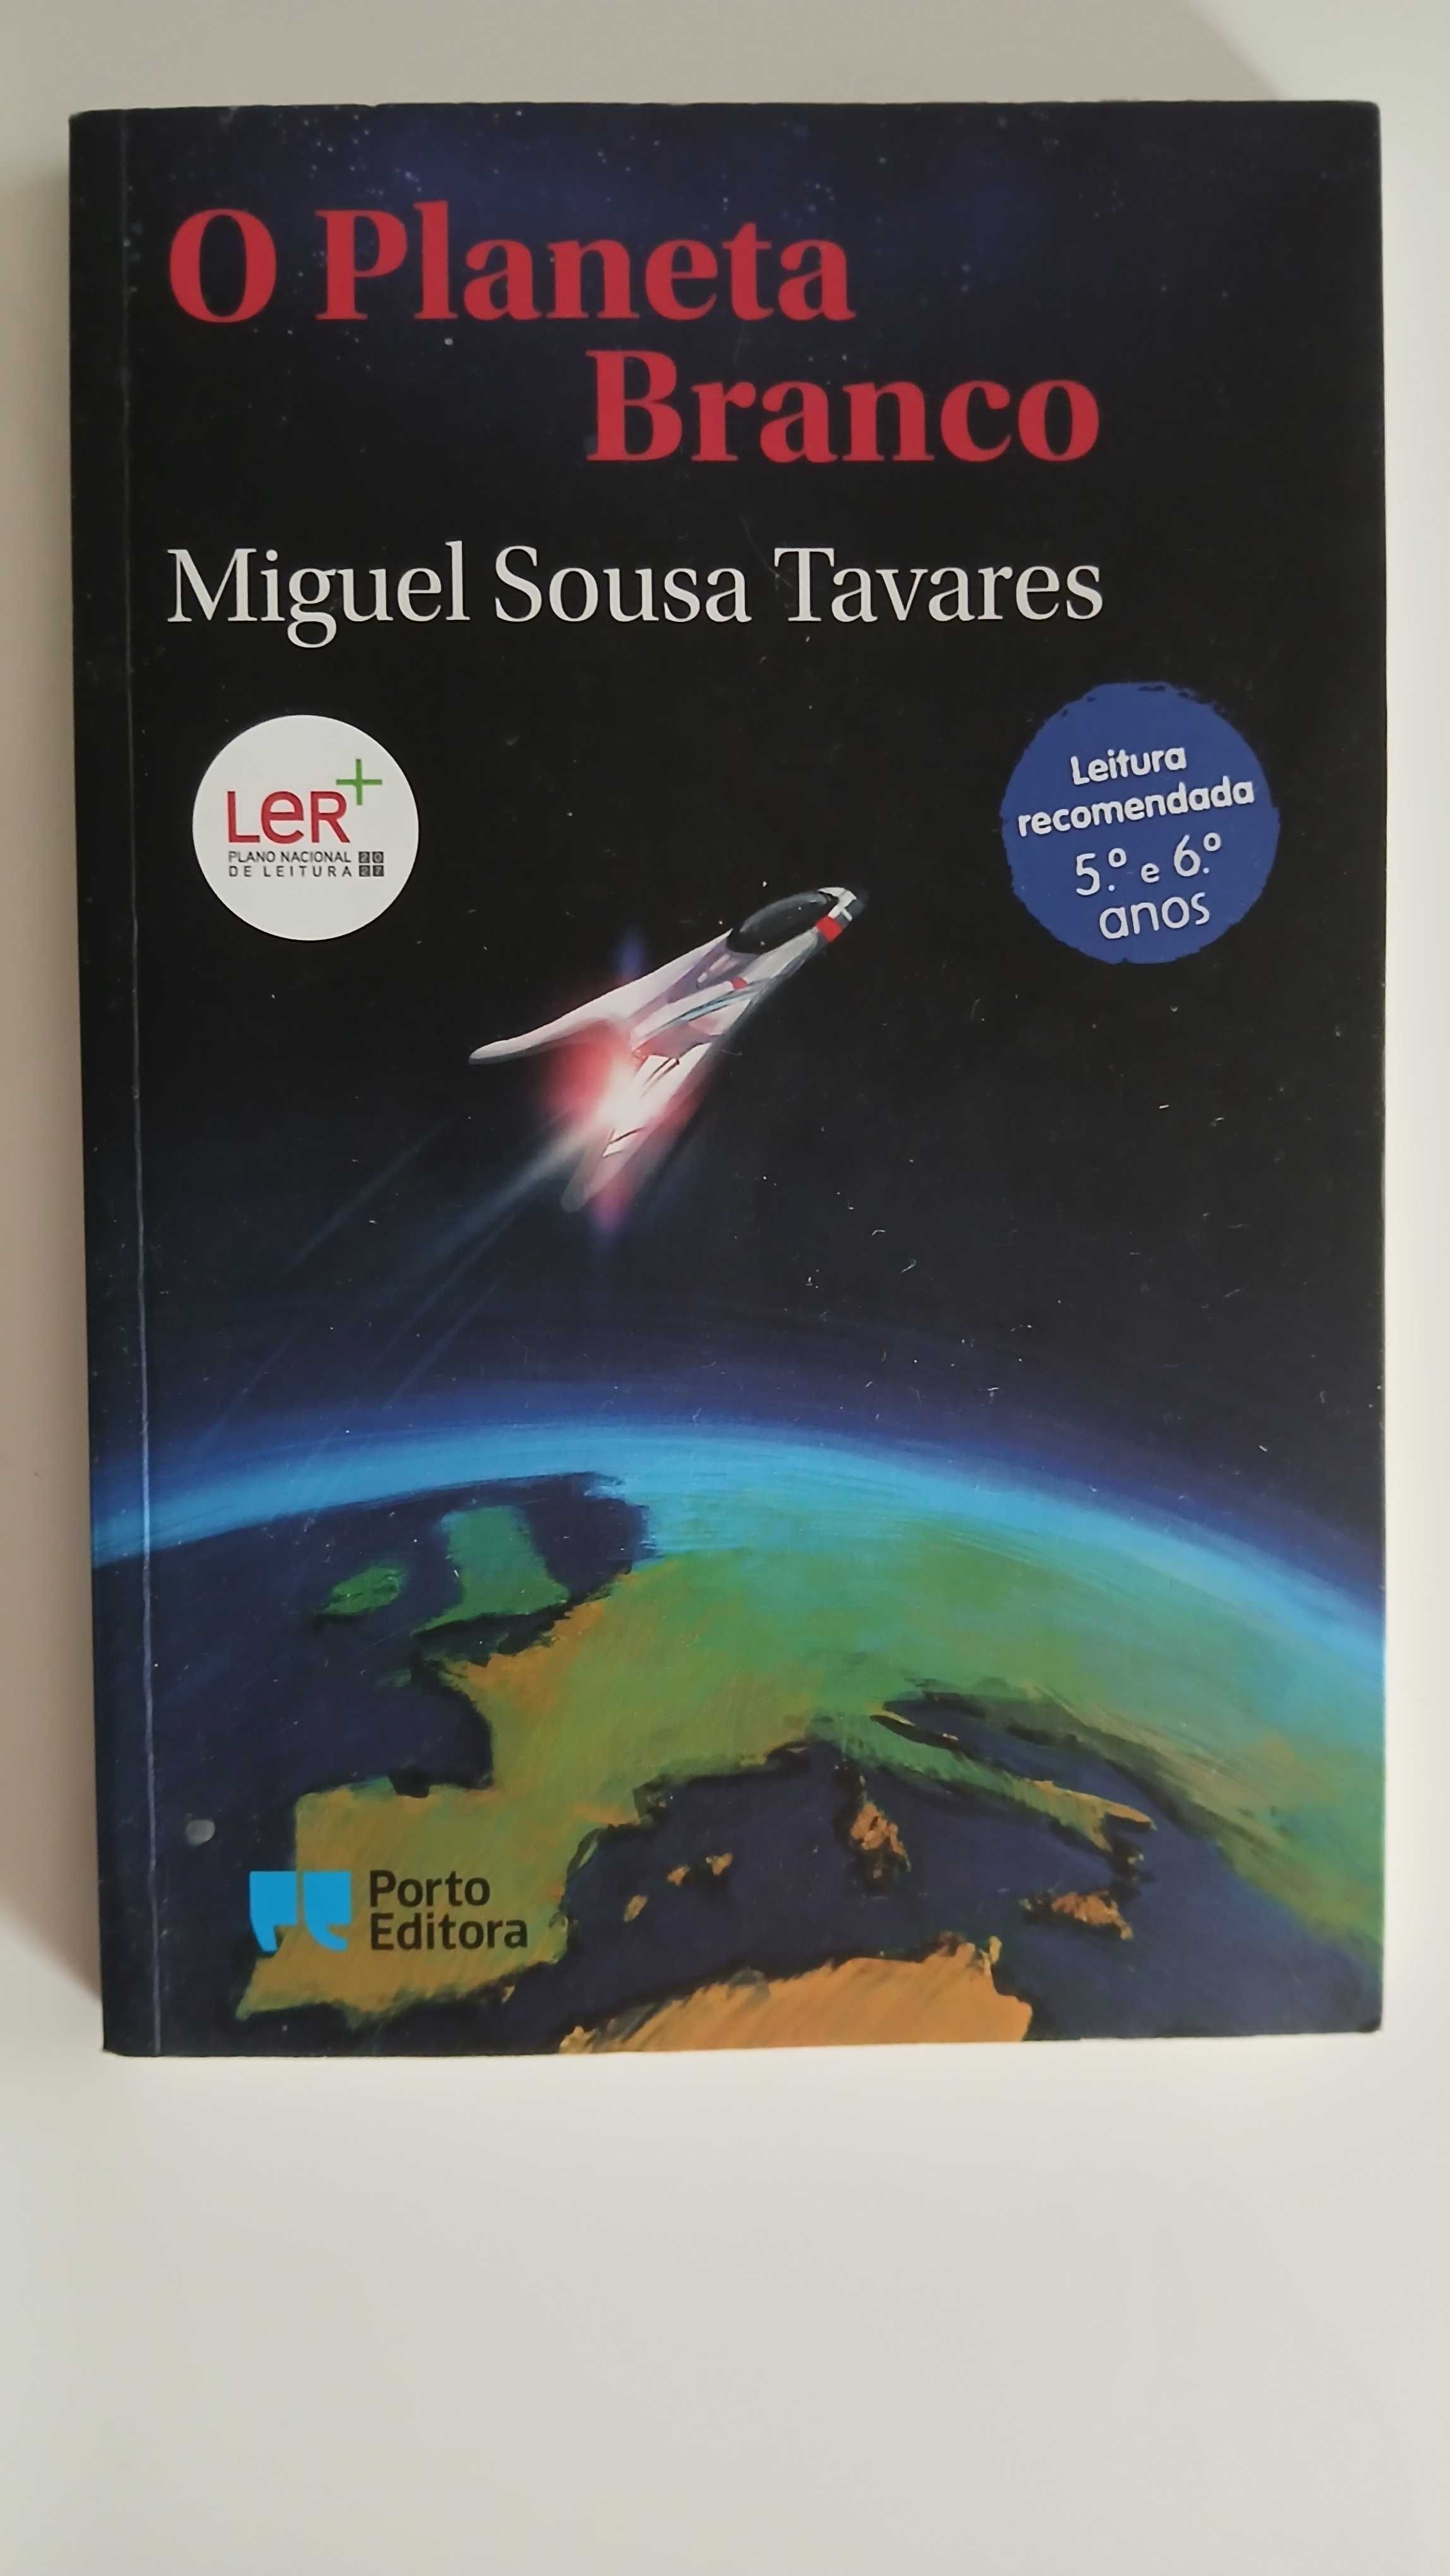 O Planeta
Branco
Miguel Sousa Tavares
LeR+
PLANO NACIONAL 20
DE LEITURA 27
Leitura
recomendada
5.º e 6.º
anos
Porto
Editora